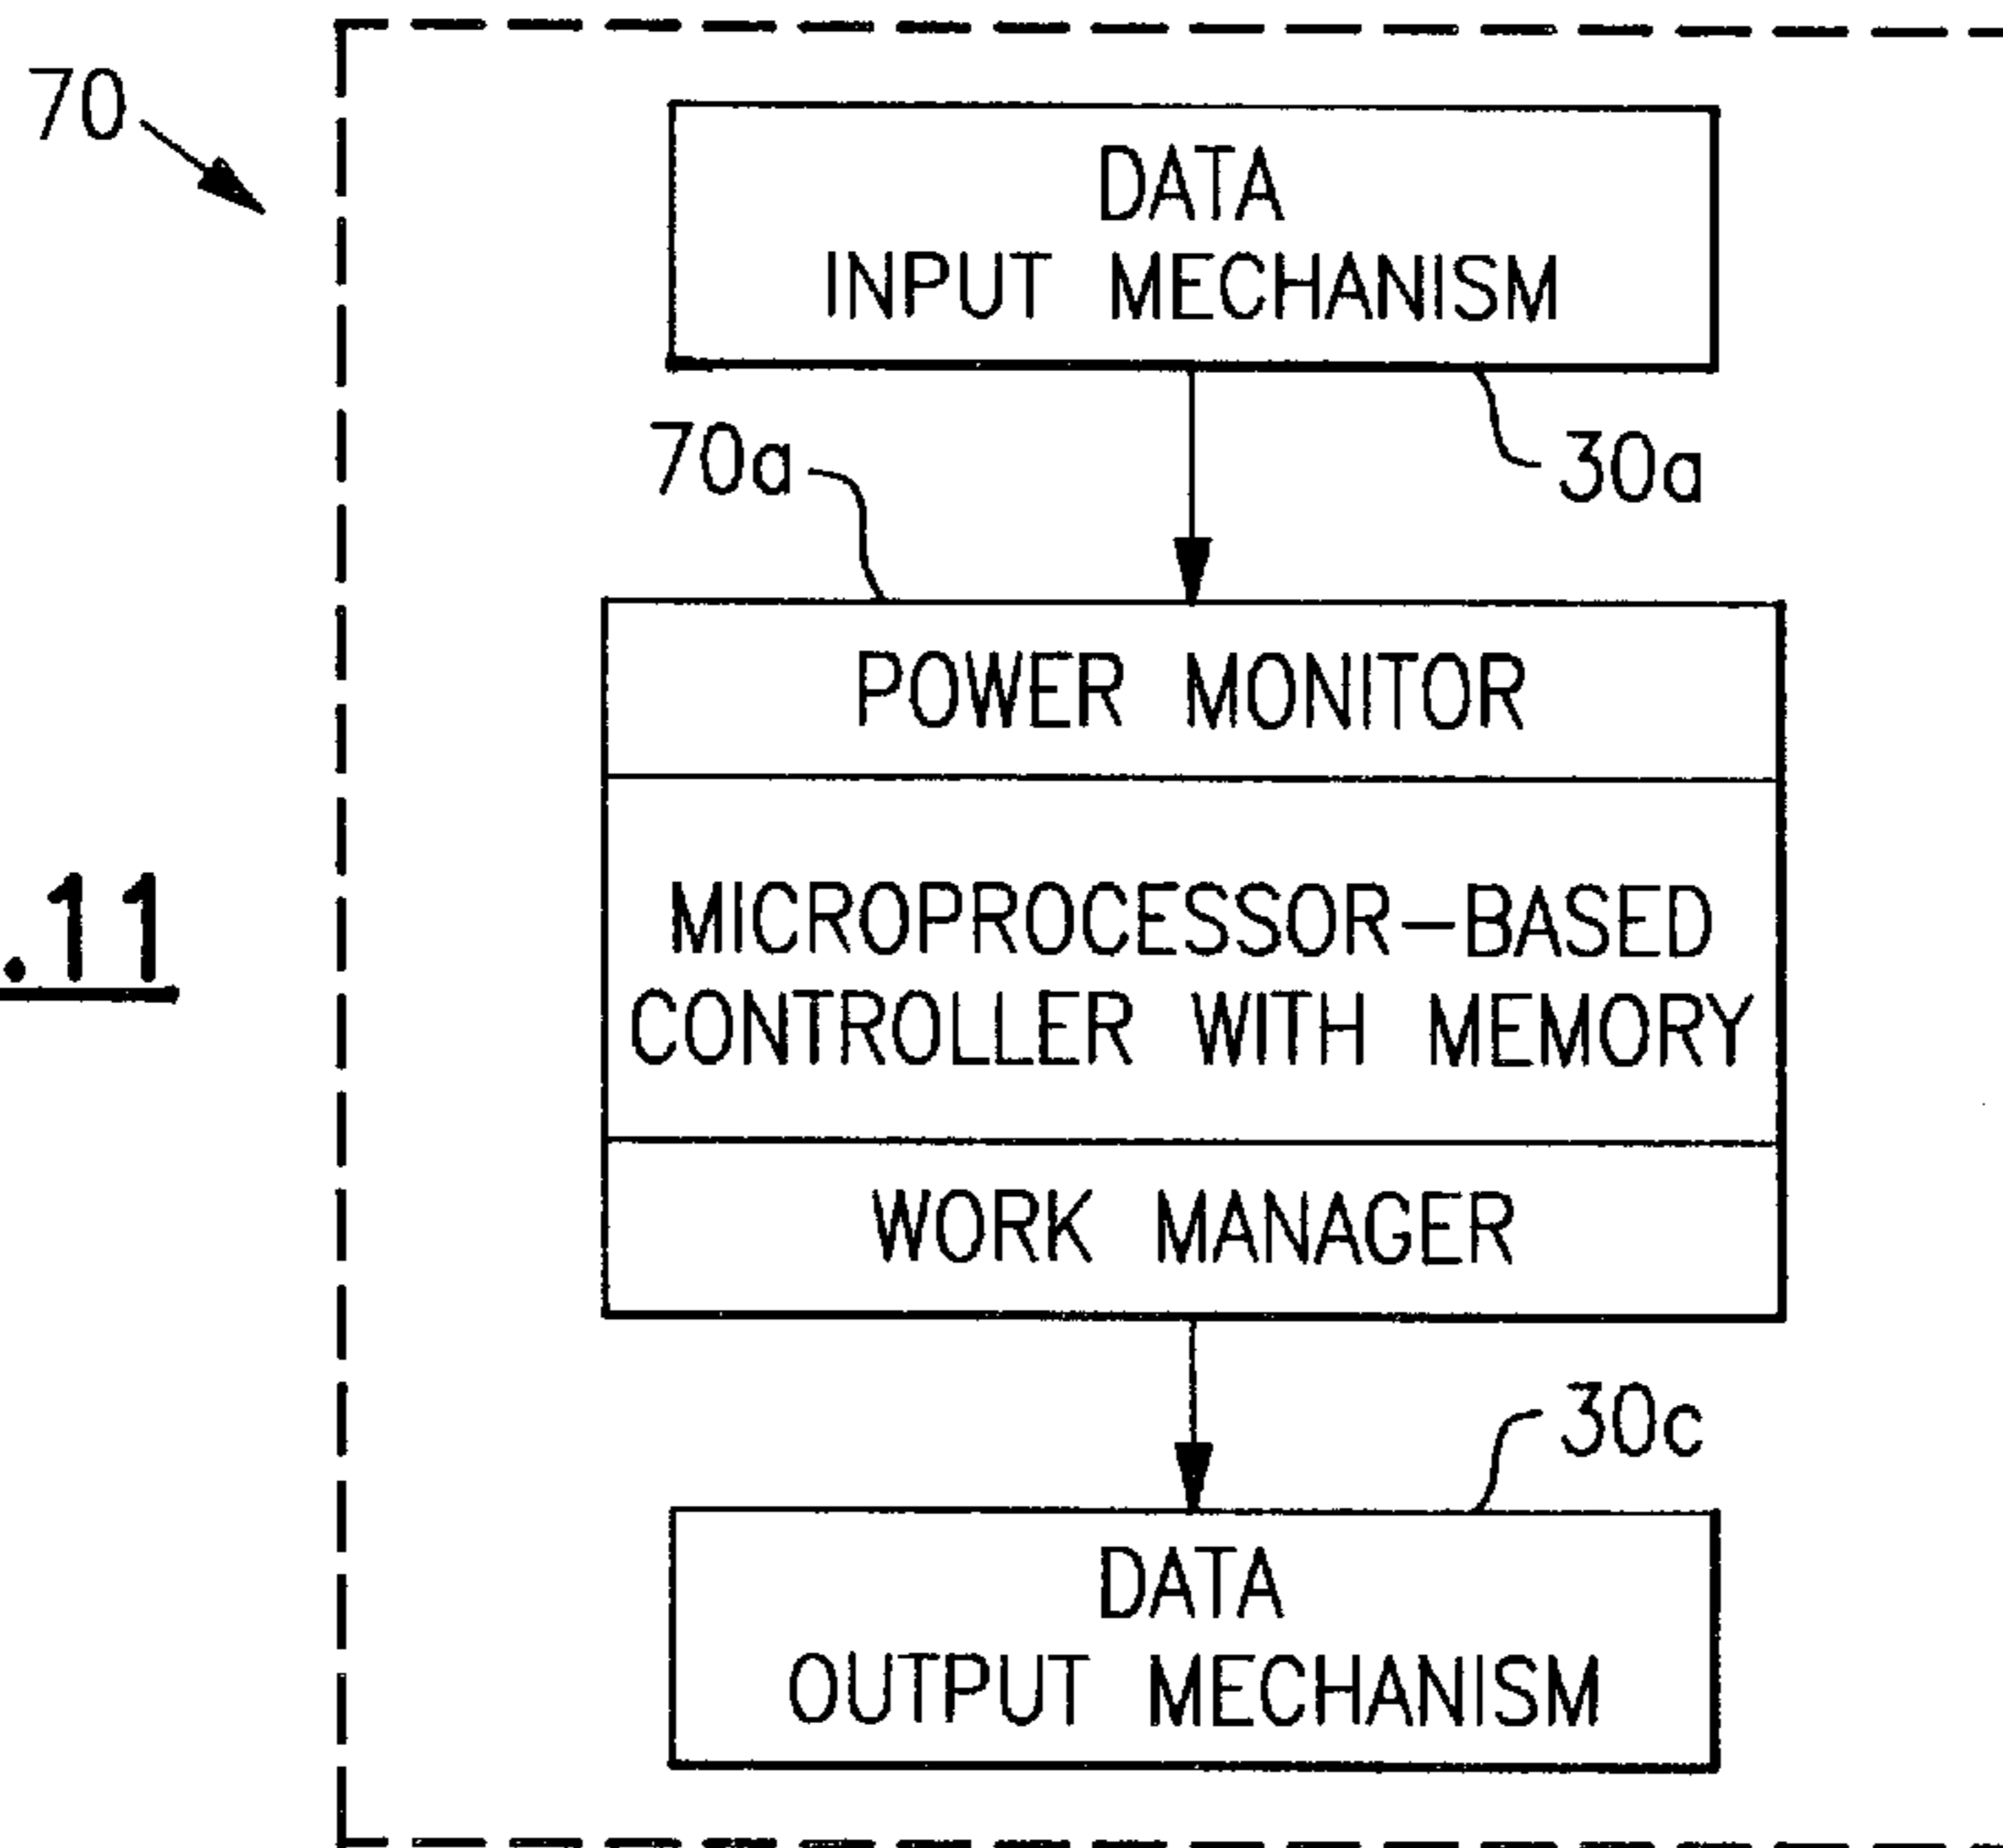 70
DATA
INPUT MECHANISM
70a
30a
POWER MONITOR
.11
MICROPROCESSOR-BASED
CONTROLLER WITH MEMORY
WORK MANAGER
30c
DATA
OUTPUT MECHANISM